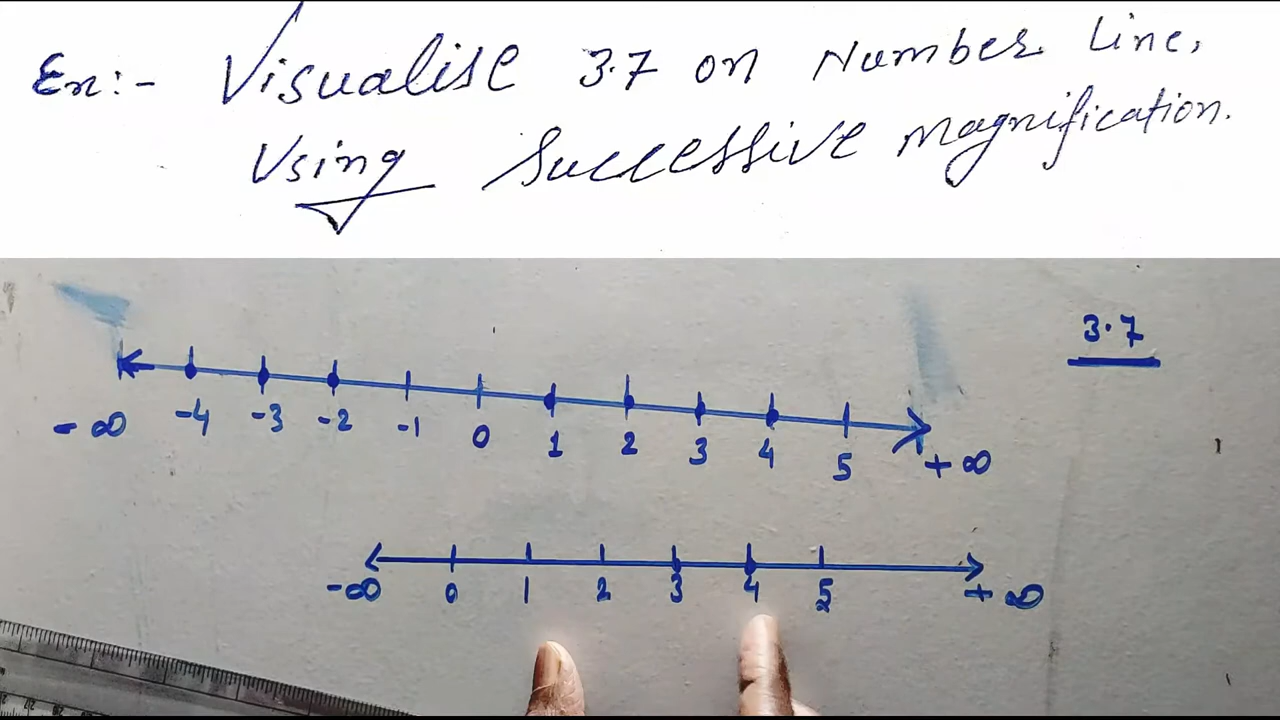 Ex:- Visualise 3.7 on Number Line,
Using Successive Magnification.
3.7
-4 -3 -2 -1 0 1 2 3 4 5
- ∞ + ∞
-∞ 0 1 2 3 4 5 + ∞